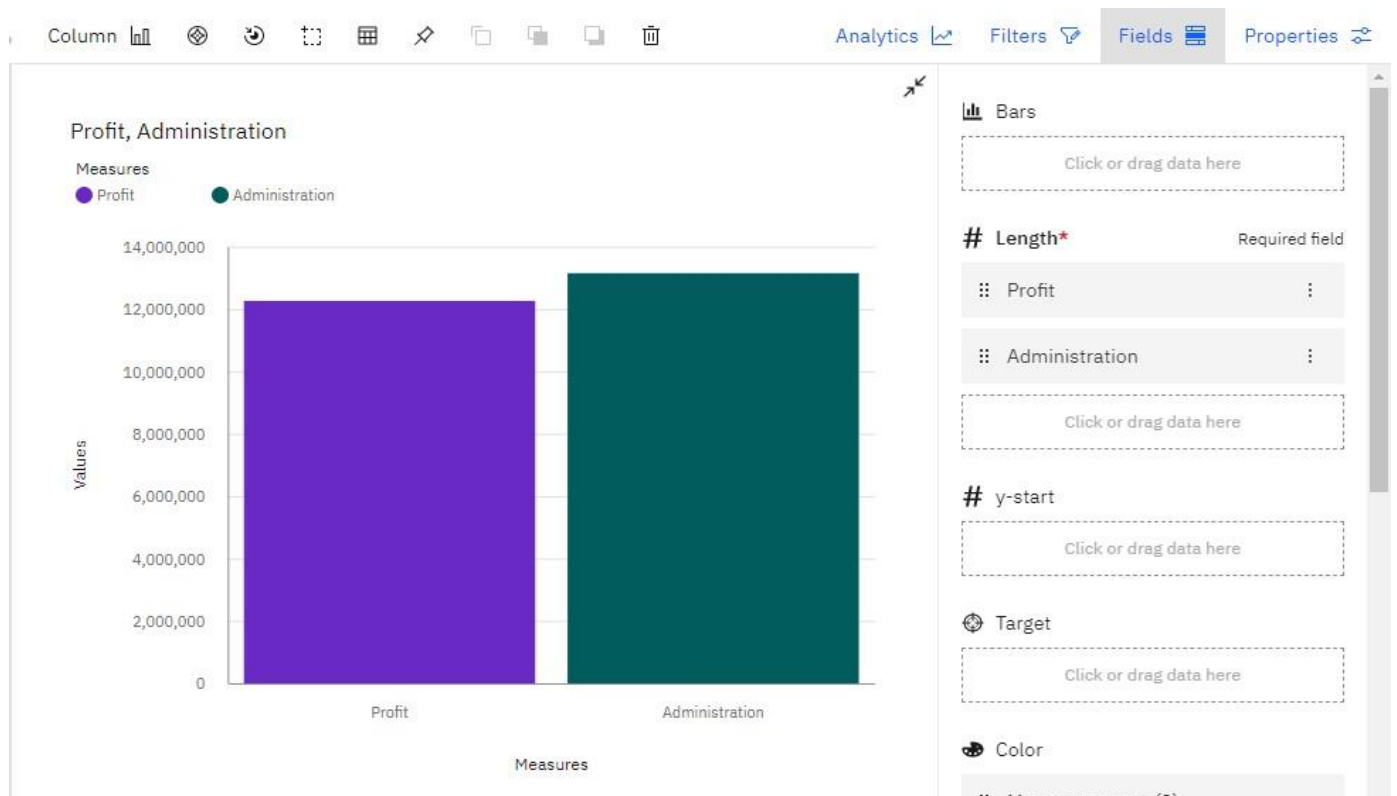 Column
Analytics
Filters
Fields
Properties
Profit, Administration
Measures
Profit
Administration
14,000,000
12,000,000
10,000,000
8,000,000
6,000,000
4,000,000
2,000,000
0
Values
Profit
Administration
Measures
Bars
Click or drag data here
# Length* Required field
Profit
Administration
Click or drag data here
# y-start
Click or drag data here
Target
Click or drag data here
Color